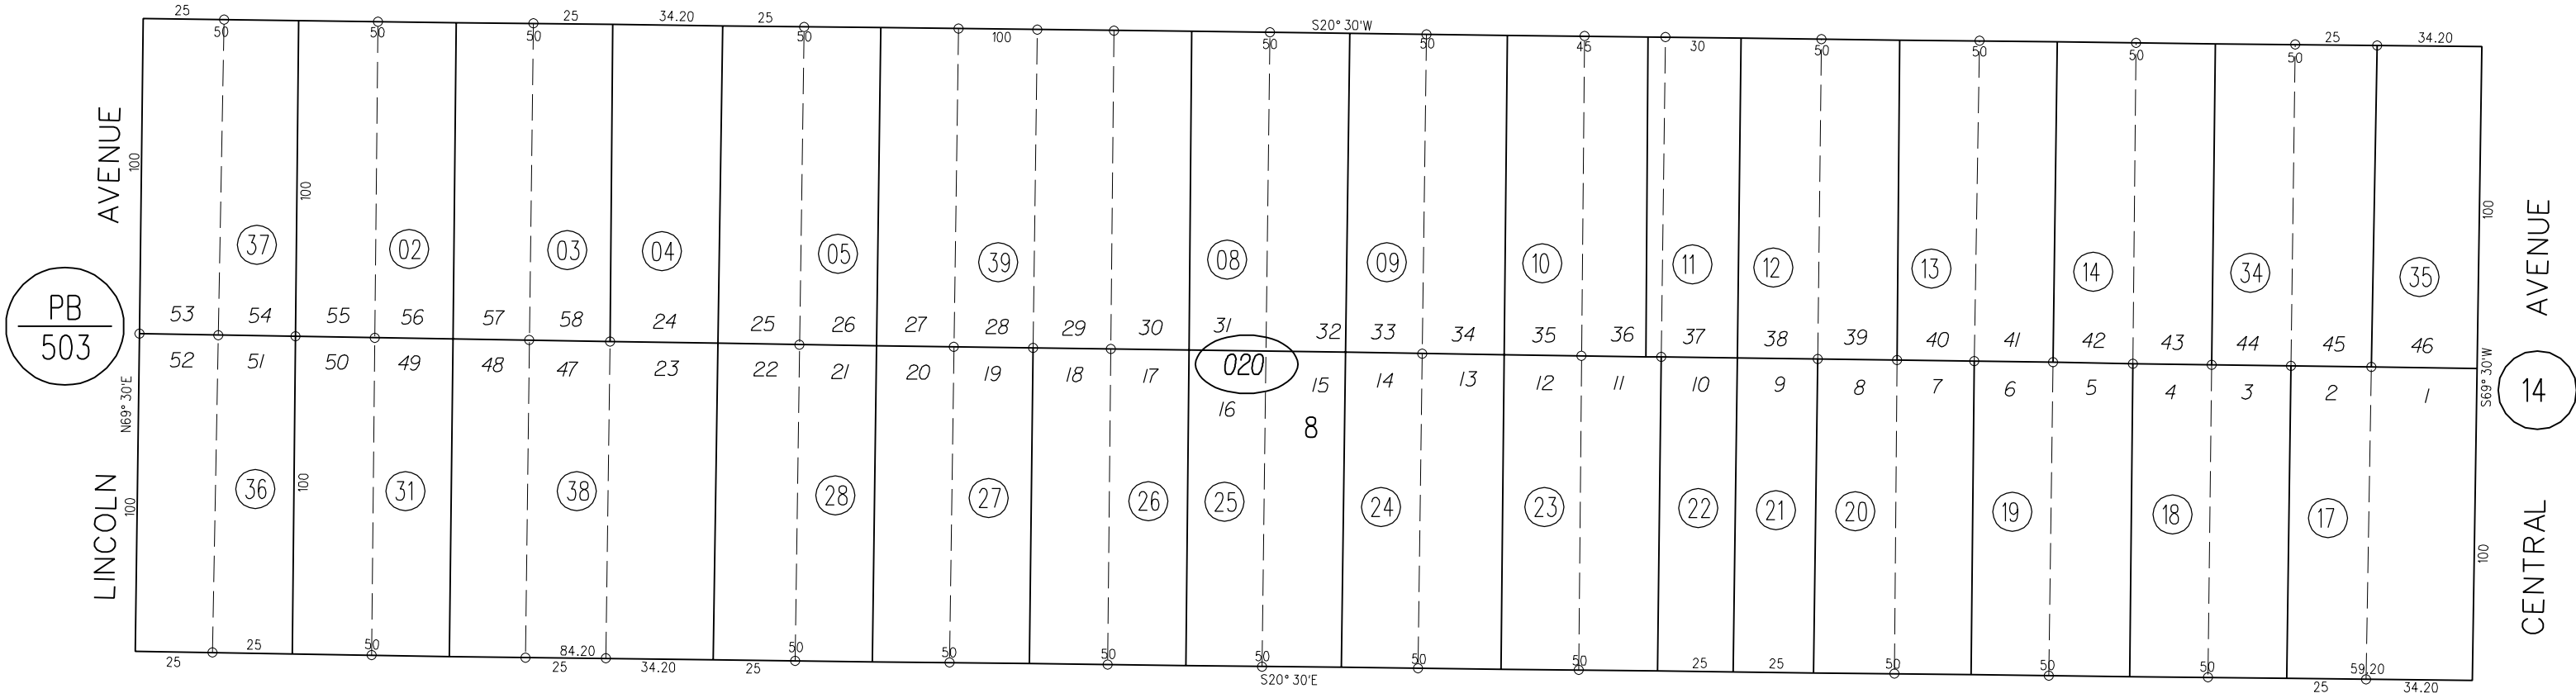 25 25 34.20 25 S20° 30'W 25 34.20
50 50 50 50 100 50 50 45 30 50 50 50 50
AVENUE
100
100
100
AVENUE
37 02 03 04 05 39 08 09 10 11 12 13 14 34 35
PB
503
53 54 55 56 57 58 24 25 26 27 28 29 30 31 32 33 34 35 36 37 38 39 40 41 42 43 44 45 46
020
52 51 50 49 48 47 23 22 21 20 19 18 17 16 15 14 13 12 11 10 9 8 7 6 5 4 3 2 1
N69° 30'E
S69° 30'W
14
8
LINCOLN
100
100
100
CENTRAL
36 31 38 28 27 26 25 24 23 22 21 20 19 18 17
25 50 84.20 50 50 50 50 50 50 25 25 50 50 50 59.20
25 25 34.20 25 S20° 30'E 25 34.20